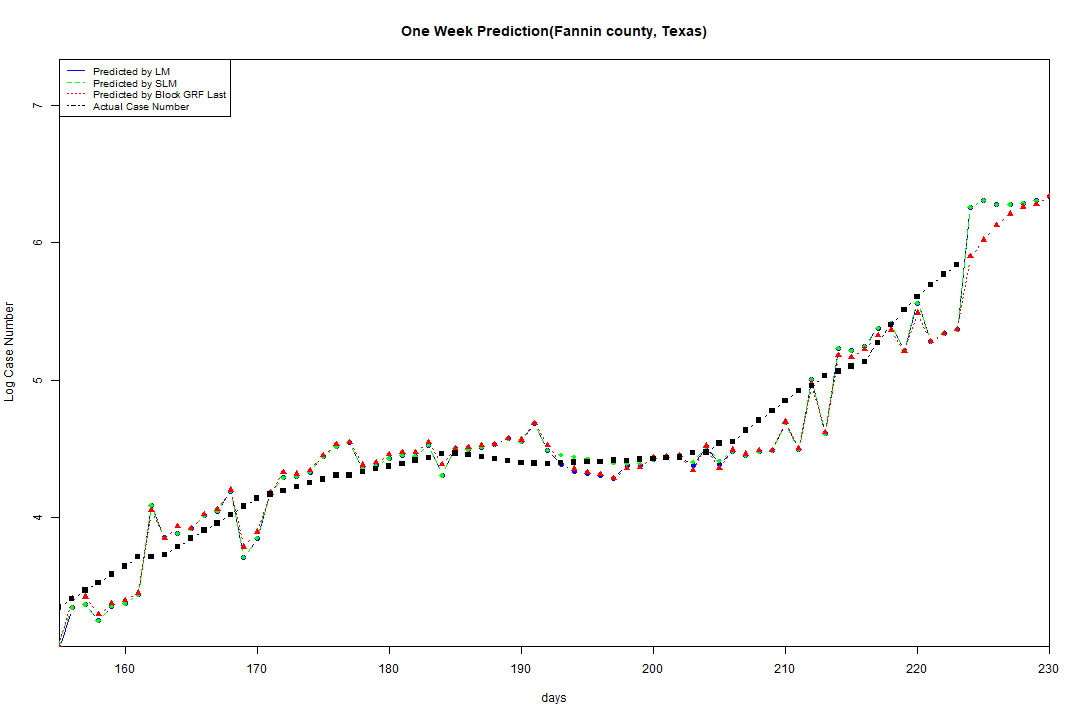 One Week Prediction(Fannin county, Texas)
Predicted by LM
Predicted by SLM
Predicted by Block GRF Last
Actual Case Number
7
6
5
4
Log Case Number
160 170 180 190 200 210 220 230
days